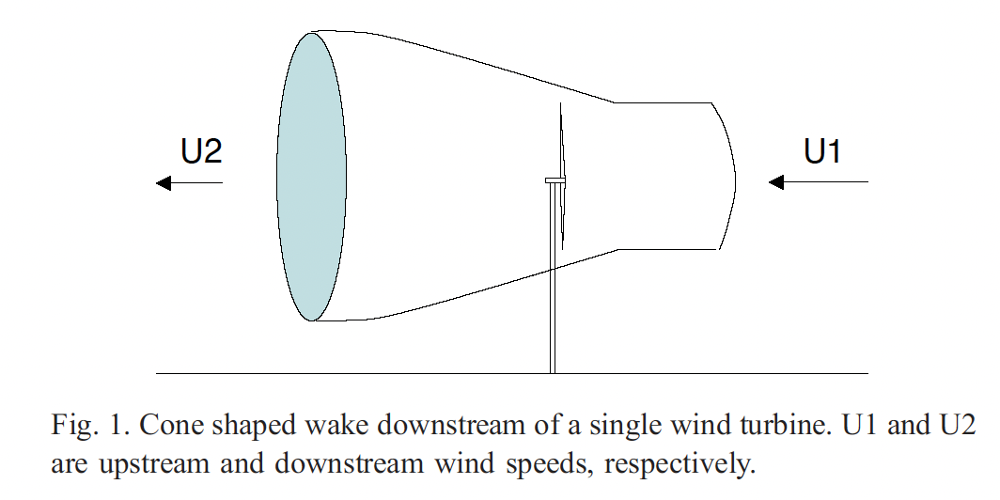 U2
U1
Fig. 1. Cone shaped wake downstream of a single wind turbine. U1 and U2
are upstream and downstream wind speeds, respectively.